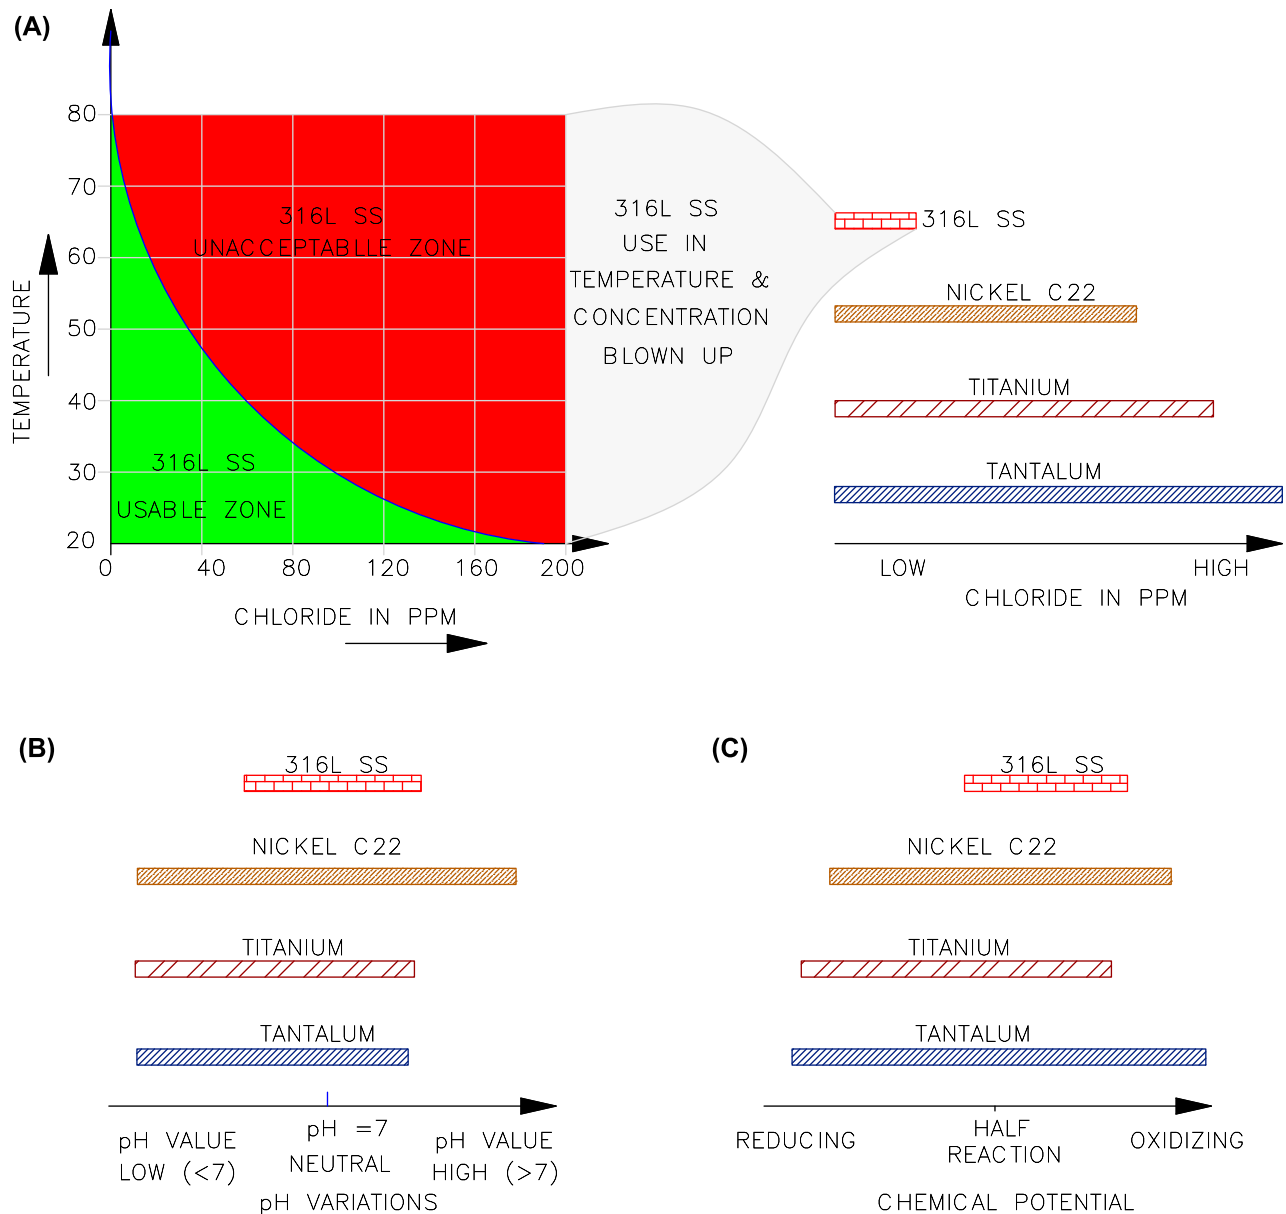 (A)
80
70
60
50
40
30
20
TEMPERATURE
316L SS
UNACCEPTABLLE ZONE
316L SS
USABLE ZONE
0 40 80 120 160 200
CHLORIDE IN PPM
316L SS
USE IN
TEMPERATURE &
CONCENTRATION
BLOWN UP
316L SS
NICKEL C22
TITANIUM
TANTALUM
LOW HIGH
CHLORIDE IN PPM
(B)
316L SS
NICKEL C22
TITANIUM
TANTALUM
pH VALUE
LOW (<7)
pH =7
NEUTRAL
pH VALUE
HIGH (>7)
pH VARIATIONS
(C)
316L SS
NICKEL C22
TITANIUM
TANTALUM
REDUCING
HALF
REACTION
OXIDIZING
CHEMICAL POTENTIAL